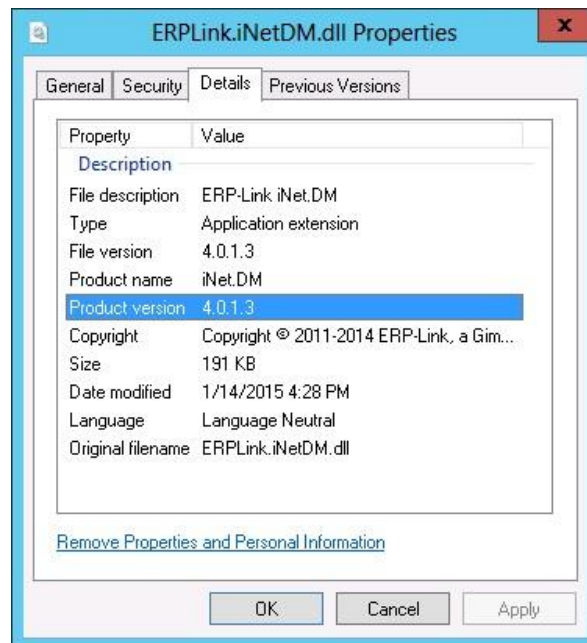 ERPLink.iNetDM.dll Properties
x
General Security Details Previous Versions
Property Value
Description
File description ERP-Link iNet.DM
Type Application extension
File version 4.0.1.3
Product name iNet.DM
Product version 4.0.1.3
Copyright Copyright © 2011-2014 ERP-Link, a Gim...
Size 191 KB
Date modified 1/14/2015 4:28 PM
Language Language Neutral
Original filename ERPLink.iNetDM.dll
Remove Properties and Personal Information
OK Cancel Apply